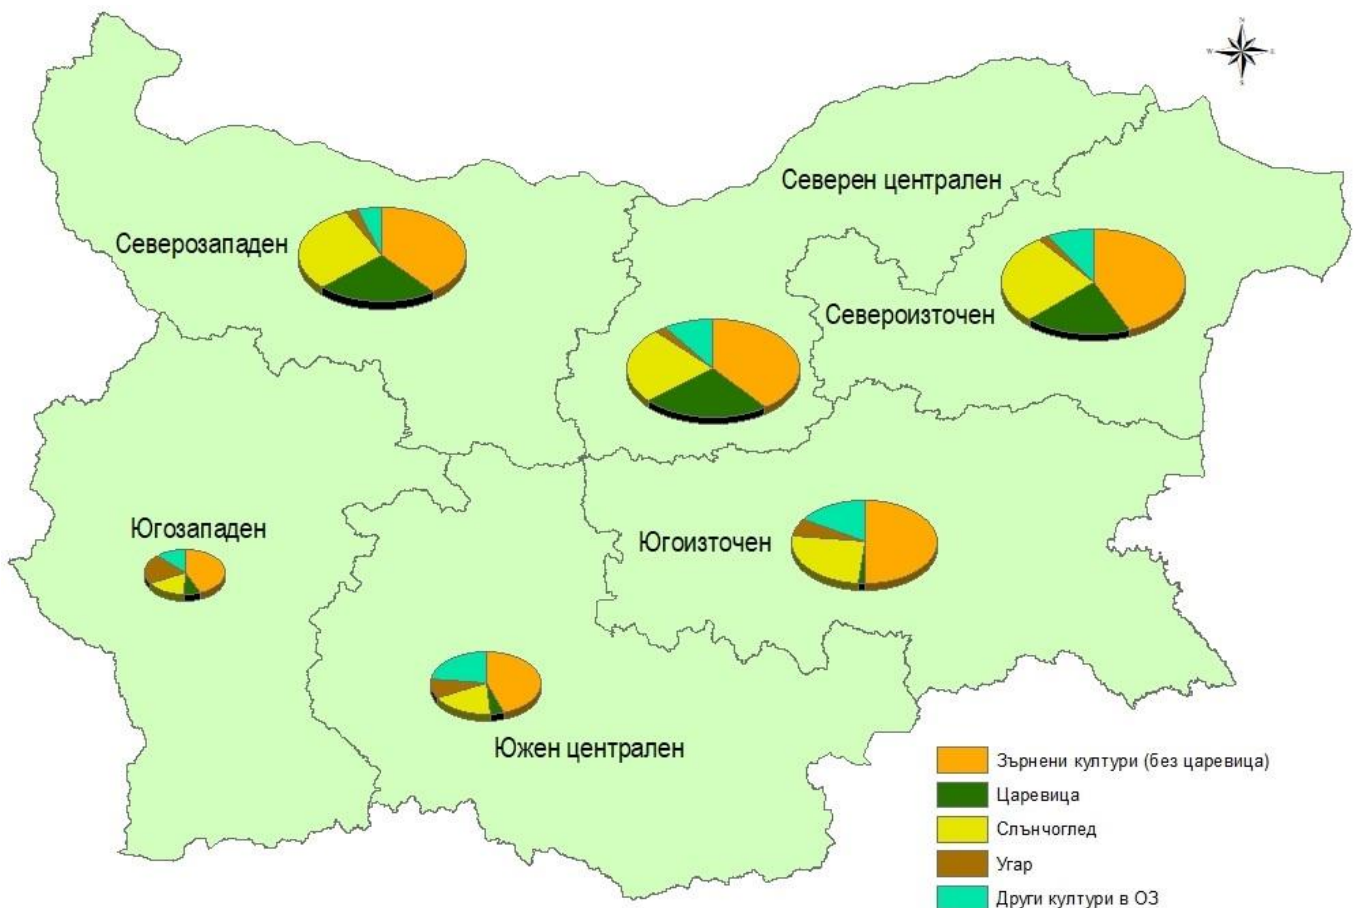 N
W E
S
Северен централен
Северозападен
Североизточен
Югозападен
Югоизточен
Южен централен
Зърнени култури (без царевица)
Царевица
Слънчоглед
Угар
Други култури в ОЗ